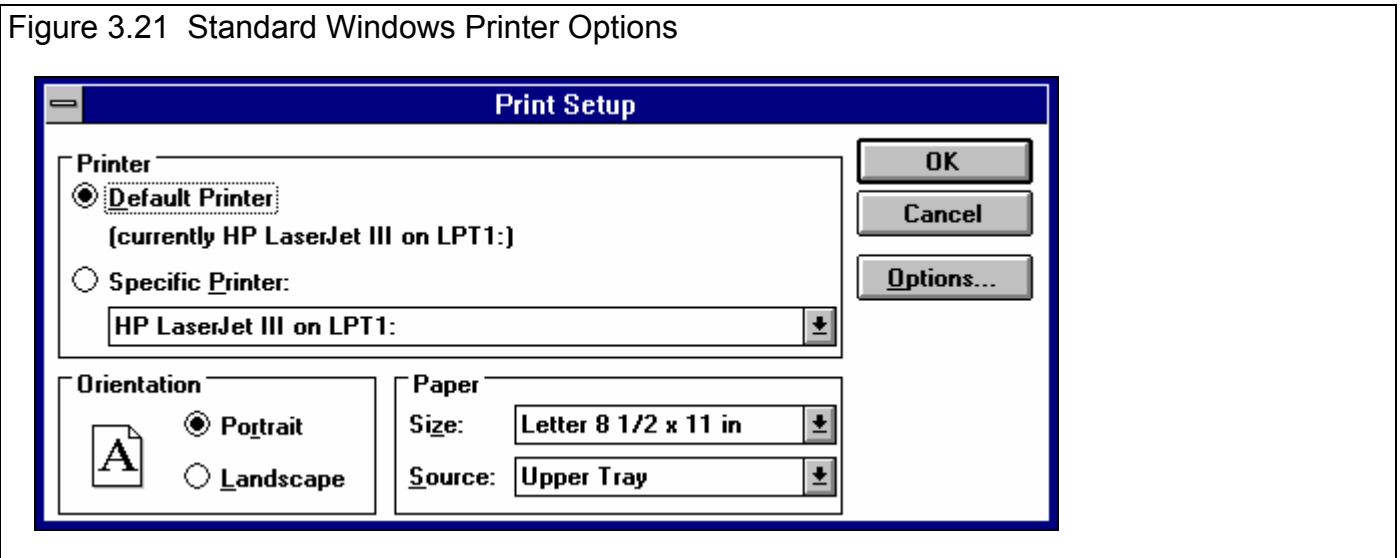 Figure 3.21 Standard Windows Printer Options
Print Setup
Printer
Default Printer
(currently HP LaserJet III on LPT1:)
Specific Printer:
HP LaserJet III on LPT1:
OK
Cancel
Options...
Orientation
A
Portrait
Landscape
Paper
Size: Letter 8 1/2 x 11 in
Source: Upper Tray